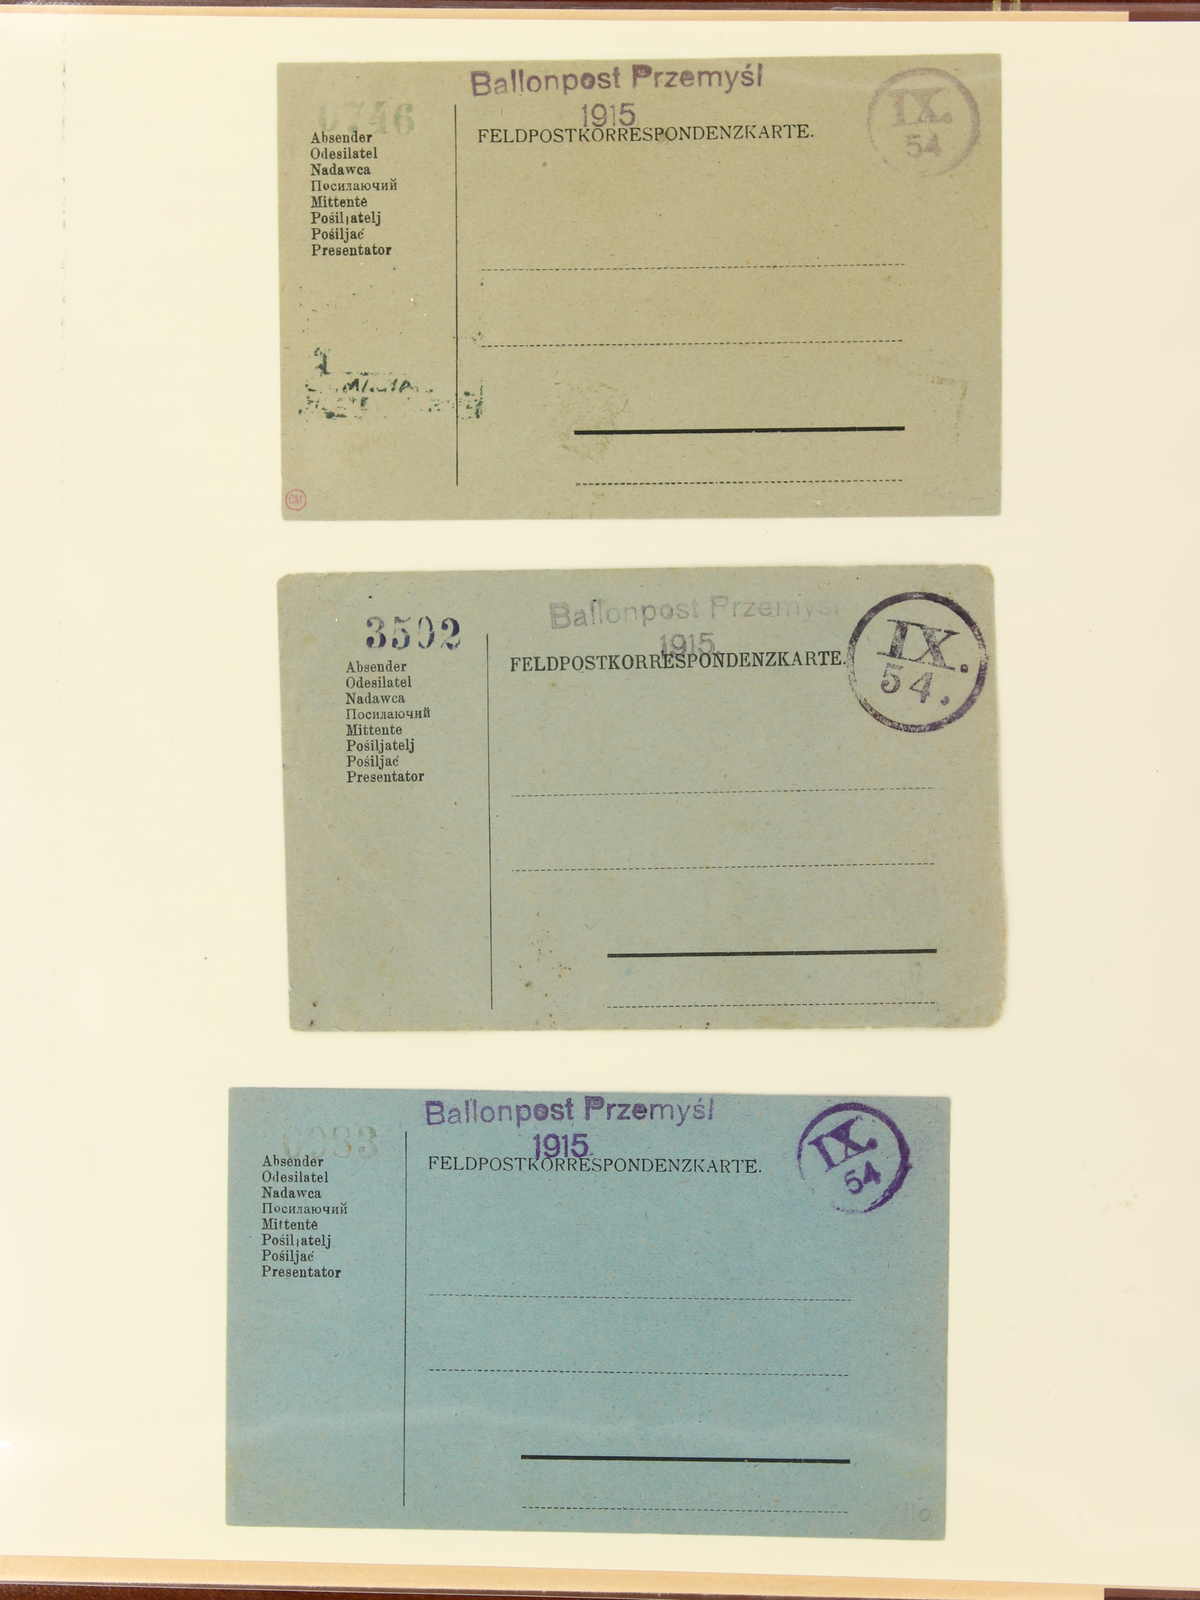 Ballonpost Przemyśl
1915
0746
FELDPOSTKORRESPONDENZKARTE.
IX.
54
Absender
Odesilatel
Nadawca
Посилаючий
Mittente
Pošiljatelj
Pošiljać
Presentator
CM
Ballonpost Przemyśl
1915.
3592
FELDPOSTKORRESPONDENZKARTE.
IX.
54.
Absender
Odesilatel
Nadawca
Посилаючий
Mittente
Pošiljatelj
Pošiljać
Presentator
Ballonpost Przemyśl
1915.
FELDPOSTKORRESPONDENZKARTE.
IX.
54
Absender
Odesilatel
Nadawca
Посилаючий
Mittente
Pošiljatelj
Pošiljać
Presentator
110